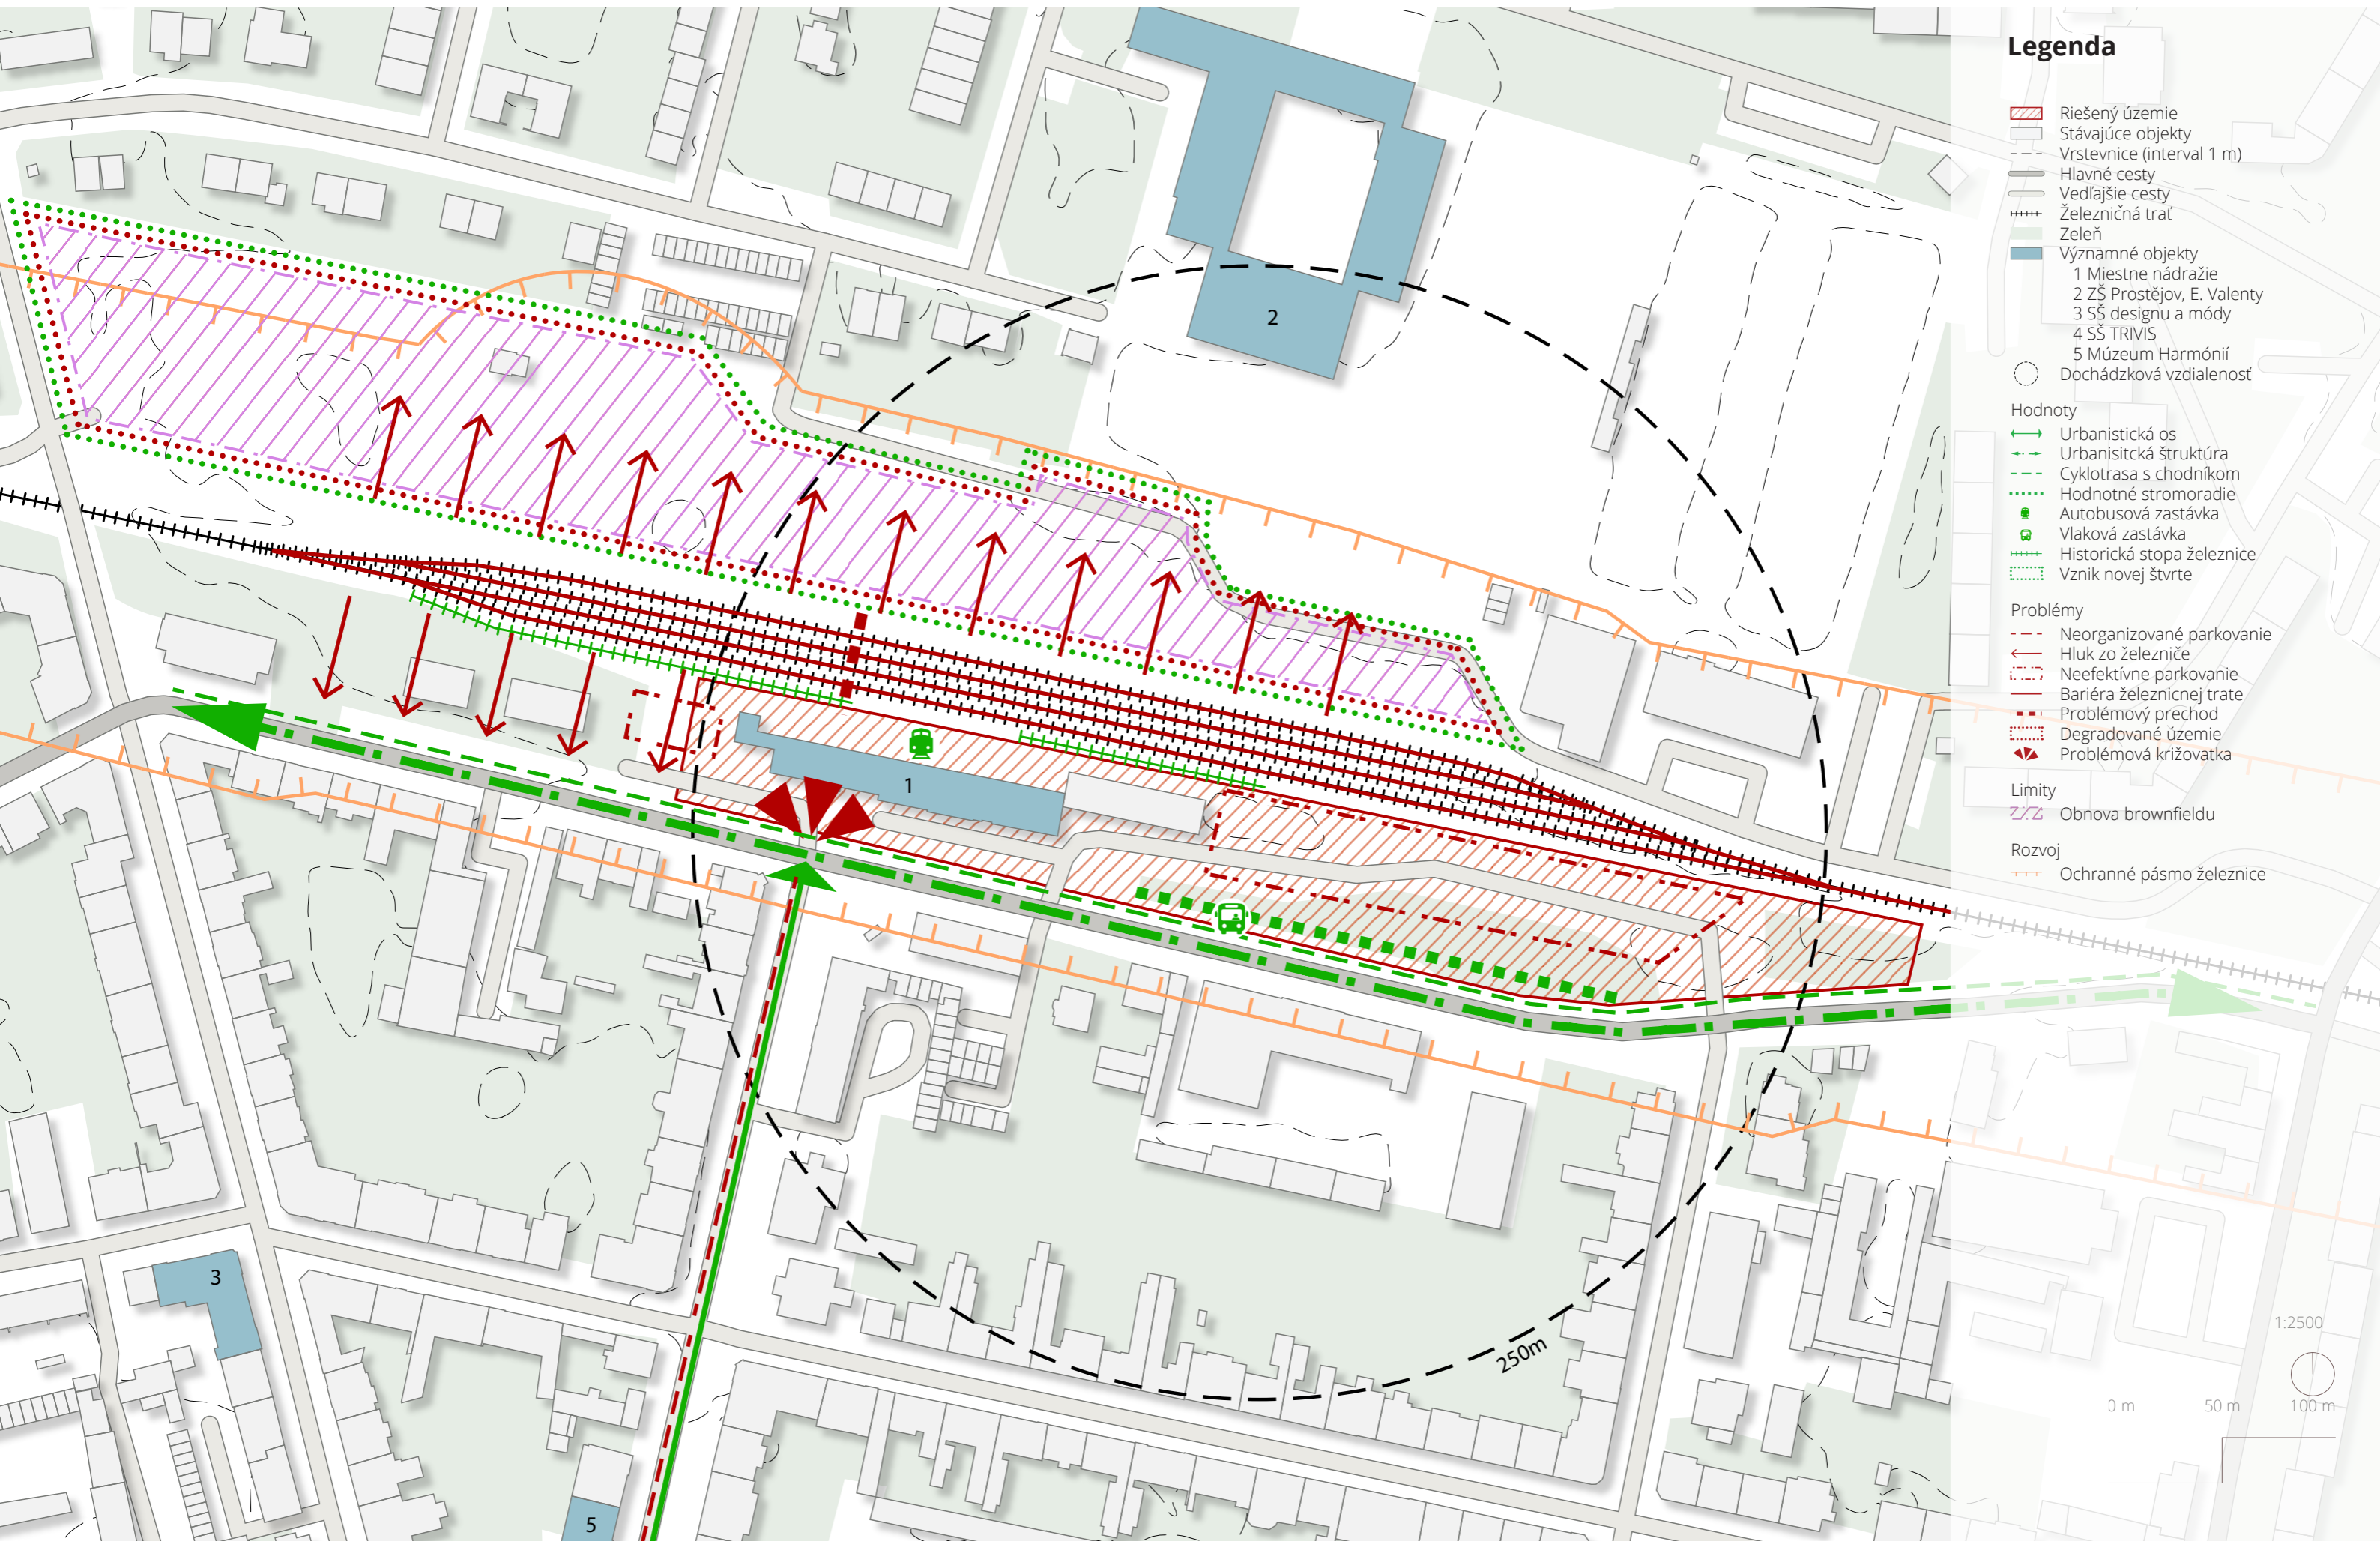 Legenda
Riešený územie
Stávajúce objekty
Vrstevnice (interval 1 m)
Hlavné cesty
Vedľajšie cesty
Železničná trať
Zeleň
Významné objekty
1 Miestne nádražie
2 ZŠ Prostějov, E. Valenty
3 SŠ designu a módy
4 SŠ TRIVIS
5 Múzeum Harmónií
Dochádzková vzdialenosť
Hodnoty
Urbanistická os
Urbanisitcká štruktúra
Cyklotrasa s chodníkom
Hodnotné stromoradie
Autobusová zastávka
Vlaková zastávka
Historická stopa železnice
Vznik novej štvrte
Problémy
Neorganizované parkovanie
Hluk zo železniče
Neefektívne parkovanie
Bariéra železnicnej trate
Problémový prechod
Degradované územie
Problémová križovatka
Limity
Obnova brownfieldu
Rozvoj
Ochranné pásmo železnice
2
1
3
5
250m
1:2500
0 m 50 m 100 m